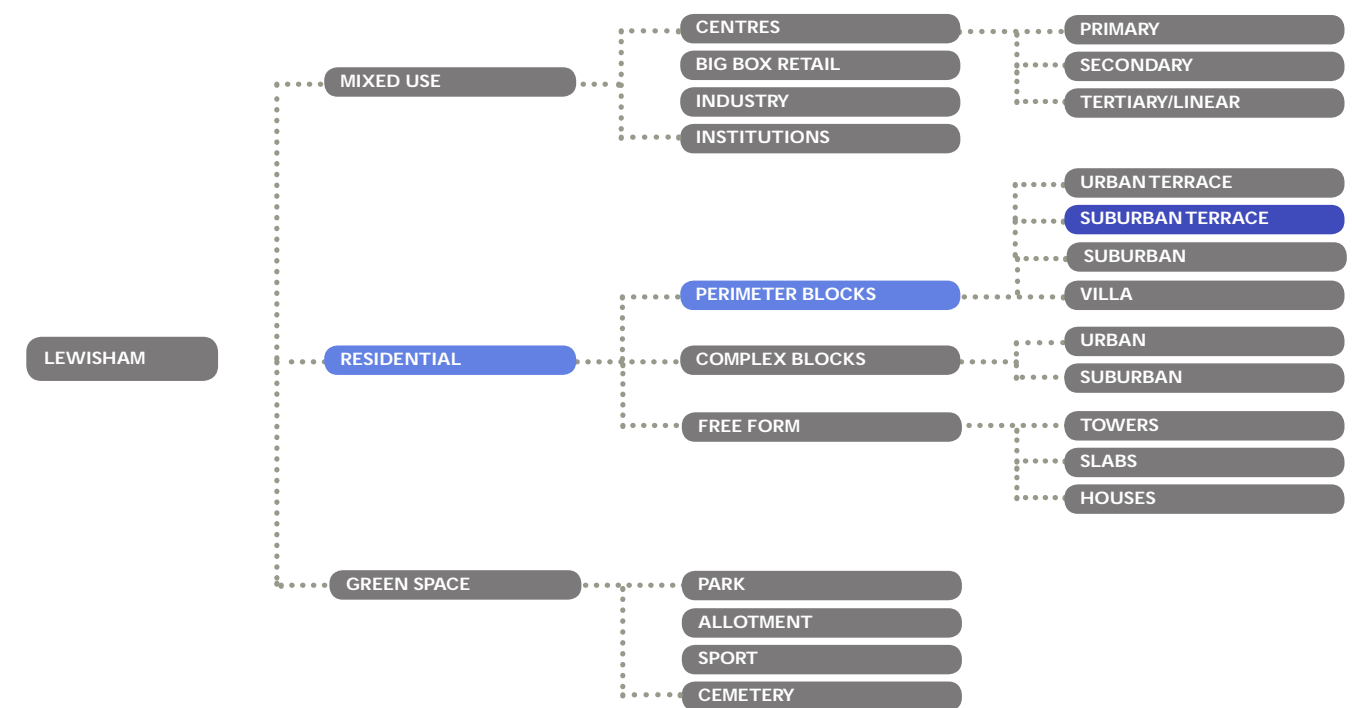 LEWISHAM
MIXED USE
CENTRES
PRIMARY
SECONDARY
TERTIARY/LINEAR
BIG BOX RETAIL
INDUSTRY
INSTITUTIONS
RESIDENTIAL
PERIMETER BLOCKS
URBAN TERRACE
SUBURBAN TERRACE
SUBURBAN
VILLA
COMPLEX BLOCKS
URBAN
SUBURBAN
FREE FORM
TOWERS
SLABS
HOUSES
GREEN SPACE
PARK
ALLOTMENT
SPORT
CEMETERY